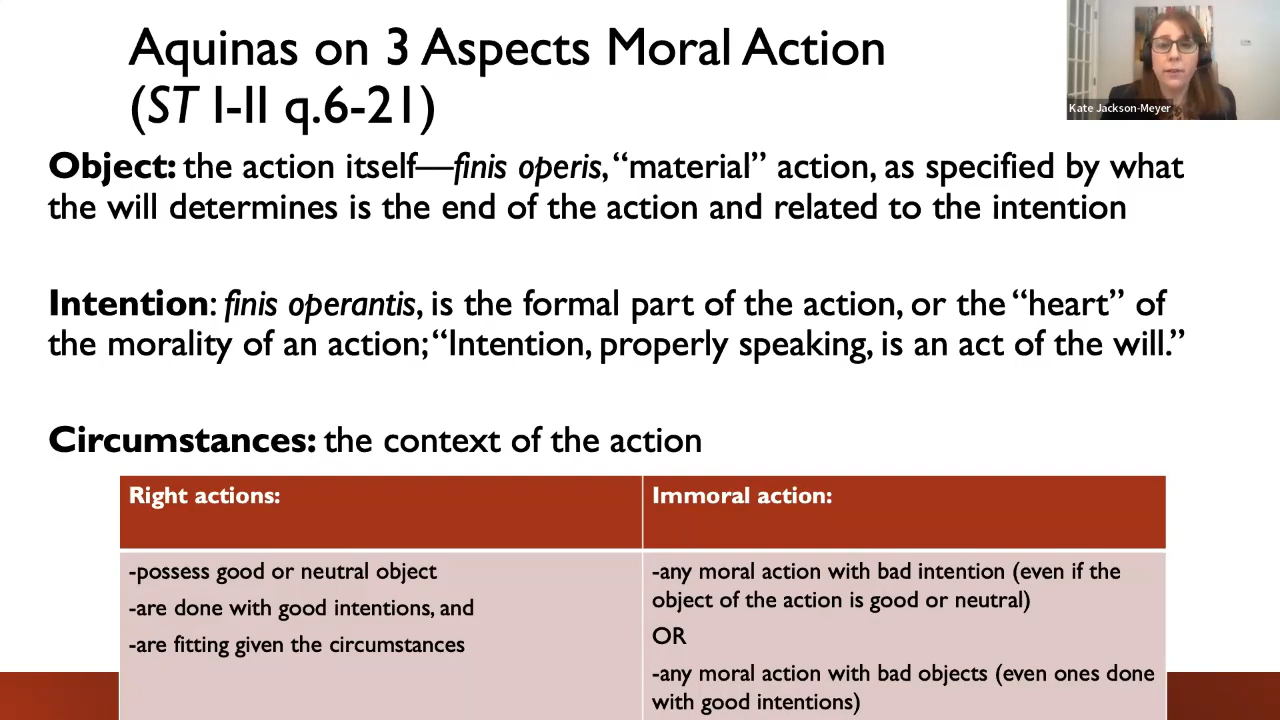 Aquinas on 3 Aspects Moral Action
(ST I-II q.6-21)
Kate Jackson-Meyer
Object: the action itself—finis operis, “material” action, as specified by what
the will determines is the end of the action and related to the intention
Intention: finis operantis, is the formal part of the action, or the “heart” of
the morality of an action; “Intention, properly speaking, is an act of the will.”
Circumstances: the context of the action
Right actions:
-possess good or neutral object
-are done with good intentions, and
-are fitting given the circumstances
Immoral action:
-any moral action with bad intention (even if the
object of the action is good or neutral)
OR
-any moral action with bad objects (even ones done
with good intentions)